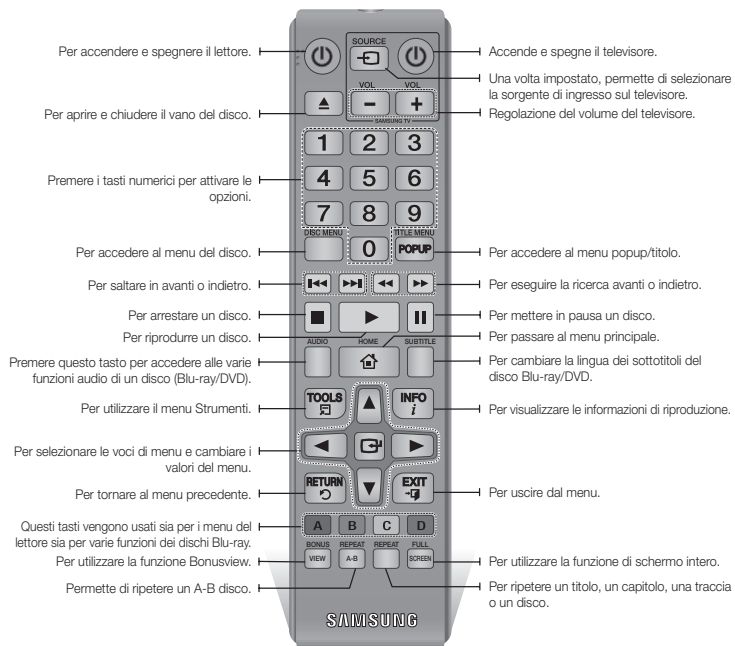 Per accendere e spegnere il lettore.
SOURCE
Accende e spegne il televisore.
Una volta impostato, permette di selezionare
la sorgente di ingresso sul televisore.
VOL
VOL
Per aprire e chiudere il vano del disco.
Regolazione del volume del televisore.
SAMSUNG TV
1 2 3
Premere i tasti numerici per attivare le
opzioni.
4 5 6
7 8 9
DISC MENU
0
TITLE MENU
POPUP
Per accedere al menu del disco.
Per accedere al menu popup/titolo.
Per saltare in avanti o indietro.
Per eseguire la ricerca avanti o indietro.
Per arrestare un disco.
Per mettere in pausa un disco.
Per riprodurre un disco.
Per passare al menu principale.
AUDIO
HOME
SUBTITLE
Premere questo tasto per accedere alle varie
funzioni audio di un disco (Blu-ray/DVD).
Per cambiare la lingua dei sottotitoli del
disco Blu-ray/DVD.
TOOLS
INFO
i
Per utilizzare il menu Strumenti.
Per visualizzare le informazioni di riproduzione.
Per selezionare le voci di menu e cambiare i
valori del menu.
RETURN
EXIT
Per tornare al menu precedente.
Per uscire dal menu.
Questi tasti vengono usati sia per i menu del
lettore sia per varie funzioni dei dischi Blu-ray.
A B C D
BONUS
VIEW
REPEAT
A-B
REPEAT
FULL
SCREEN
Per utilizzare la funzione Bonusview.
Per utilizzare la funzione di schermo intero.
Permette di ripetere un A-B disco.
Per ripetere un titolo, un capitolo, una traccia
o un disco.
SAMSUNG